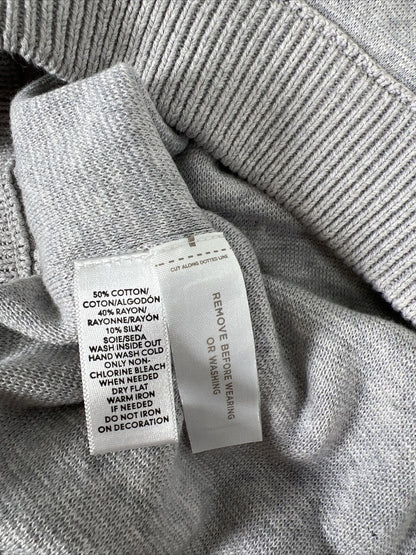 50% COTTON/
COTON/ALGODÓN
40% RAYON/
RAYONNE/RAYÓN
10% SILK/
SOIE/SEDA
WASH INSIDE OUT
HAND WASH COLD
ONLY NON-
CHLORINE BLEACH
WHEN NEEDED
DRY FLAT
WARM IRON
IF NEEDED
DO NOT IRON
ON DECORATION
CUT ALONG DOTTED LINE
REMOVE BEFORE WEARING
OR WASHING